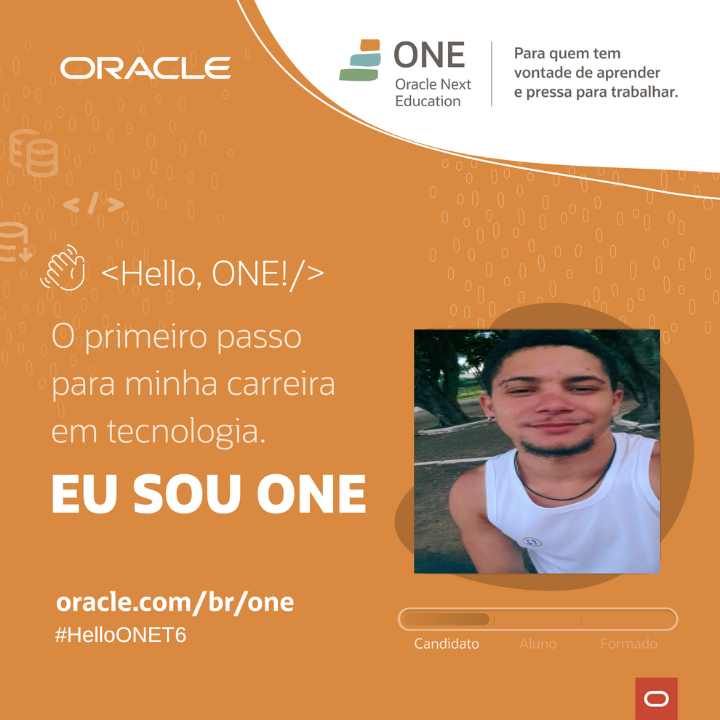 ORACLE
ONE
Oracle Next
Education
Para quem tem
vontade de aprender
e pressa para trabalhar.
</>
<Hello, ONE!/>
O primeiro passo
para minha carreira
em tecnologia.
EU SOU ONE
oracle.com/br/one
#HelloONET6
Candidato Aluno Formado